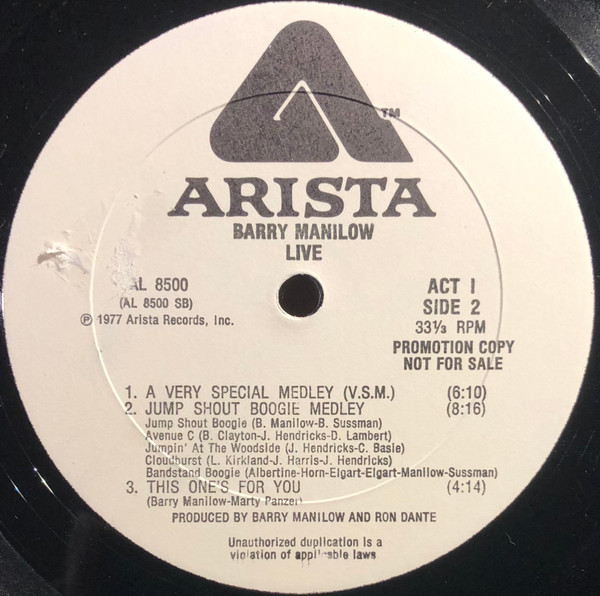 TM
ARISTA
BARRY MANILOW
LIVE
AL 8500
(AL 8500 SB)
℗ 1977 Arista Records, Inc.
ACT I
SIDE 2
33⅓ RPM
PROMOTION COPY
NOT FOR SALE
1. A VERY SPECIAL MEDLEY (V.S.M.) (6:10)
2. JUMP SHOUT BOOGIE MEDLEY (8:16)
Jump Shout Boogie (B. Manilow-B. Sussman)
Avenue C (B. Clayton-J. Hendricks-D. Lambert)
Jumpin' At The Woodside (J. Hendricks-C. Basie)
Cloudburst (L. Kirkland-J. Harris-J. Hendricks)
Bandstand Boogie (Albertine-Horn-Elgart-Elgart-Manilow-Sussman)
3. THIS ONE'S FOR YOU (4:14)
(Barry Manilow-Marty Panzer)
PRODUCED BY BARRY MANILOW AND RON DANTE
Unauthorized duplication is a
violation of applicable laws